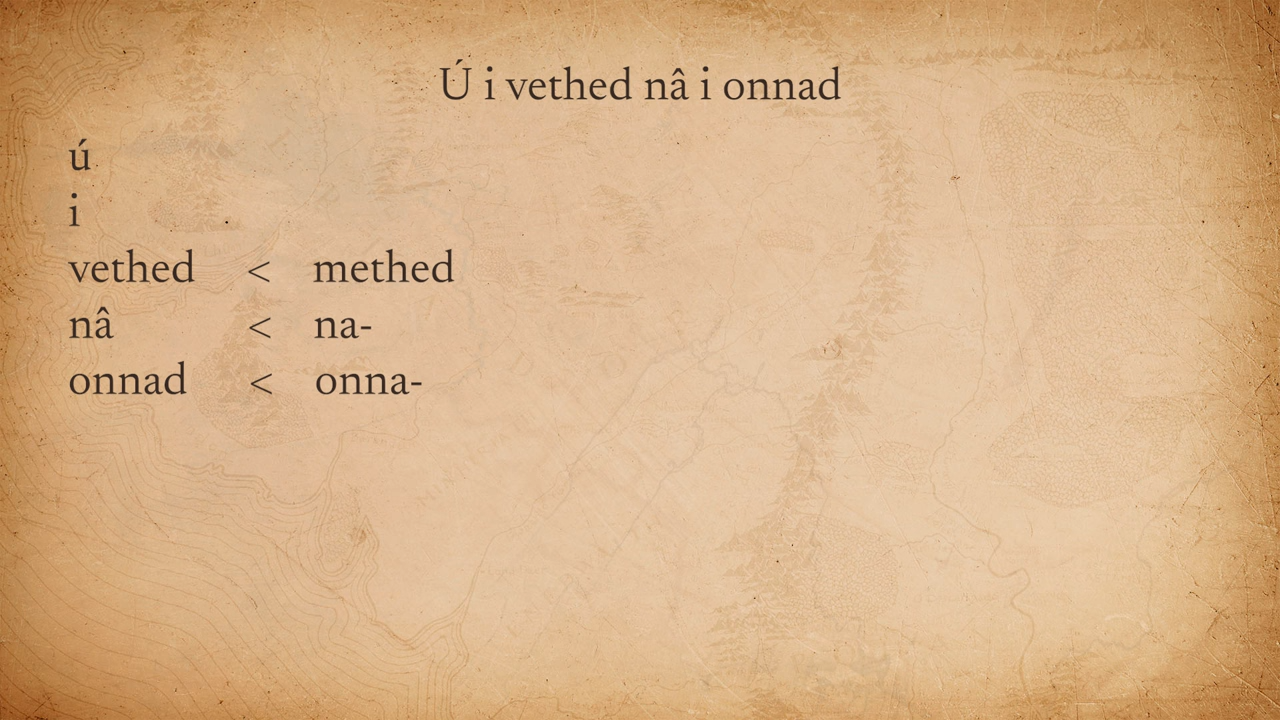 Ú i vethed nâ i onnad
ú
i
vethed < methed
nâ < na-
onnad < onna-